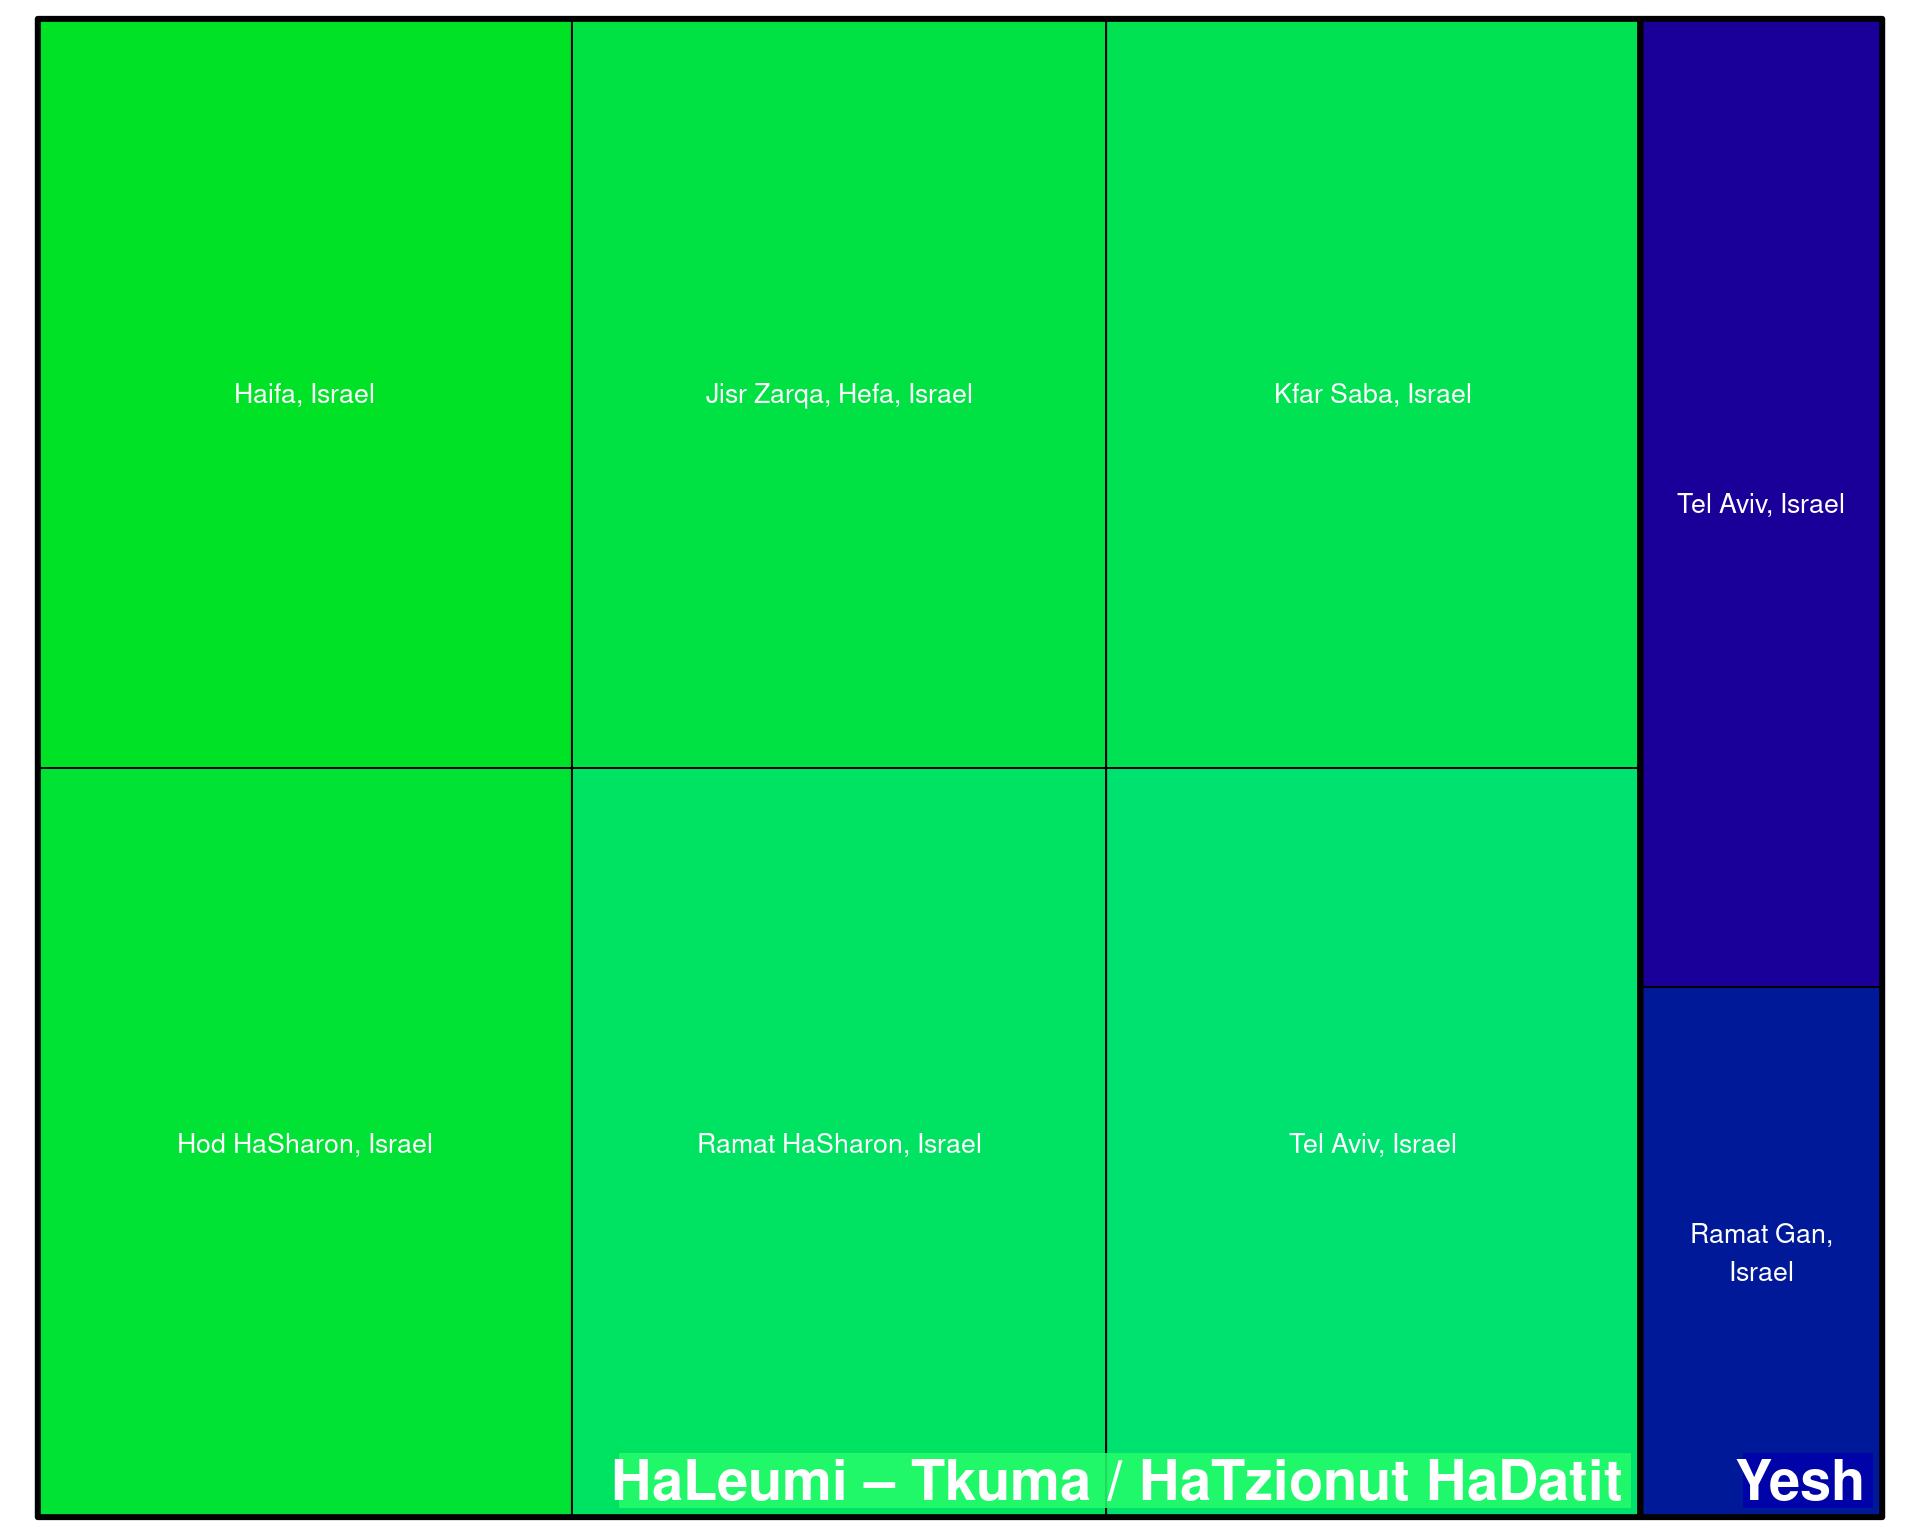 Haifa, Israel
Jisr Zarqa, Hefa, Israel
Kfar Saba, Israel
Tel Aviv, Israel
Hod HaSharon, Israel
Ramat HaSharon, Israel
Tel Aviv, Israel
Ramat Gan,
Israel
HaLeumi – Tkuma / HaTzionut HaDatit
Yesh